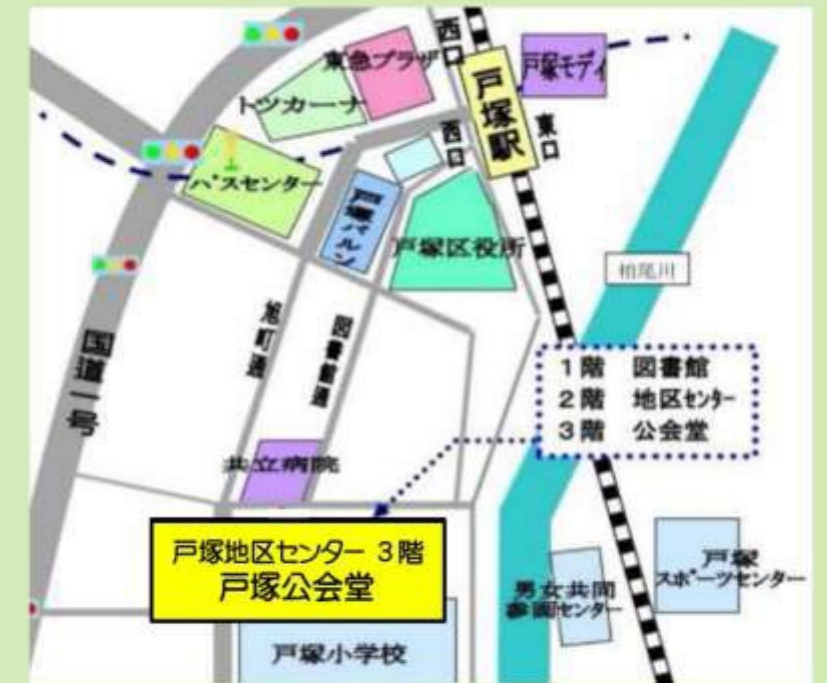 西口
東急プラザ
戸塚モディ
トツカーナ
戸塚駅
東口
西口
バスセンター
戸塚パルソ
戸塚区役所
柏尾川
旭町通
図書館通
国道一号
1階 図書館
2階 地区センター
3階 公会堂
共立病院
戸塚地区センター 3階
戸塚公会堂
戸塚
スポーツセンター
男女共同
参画センター
戸塚小学校